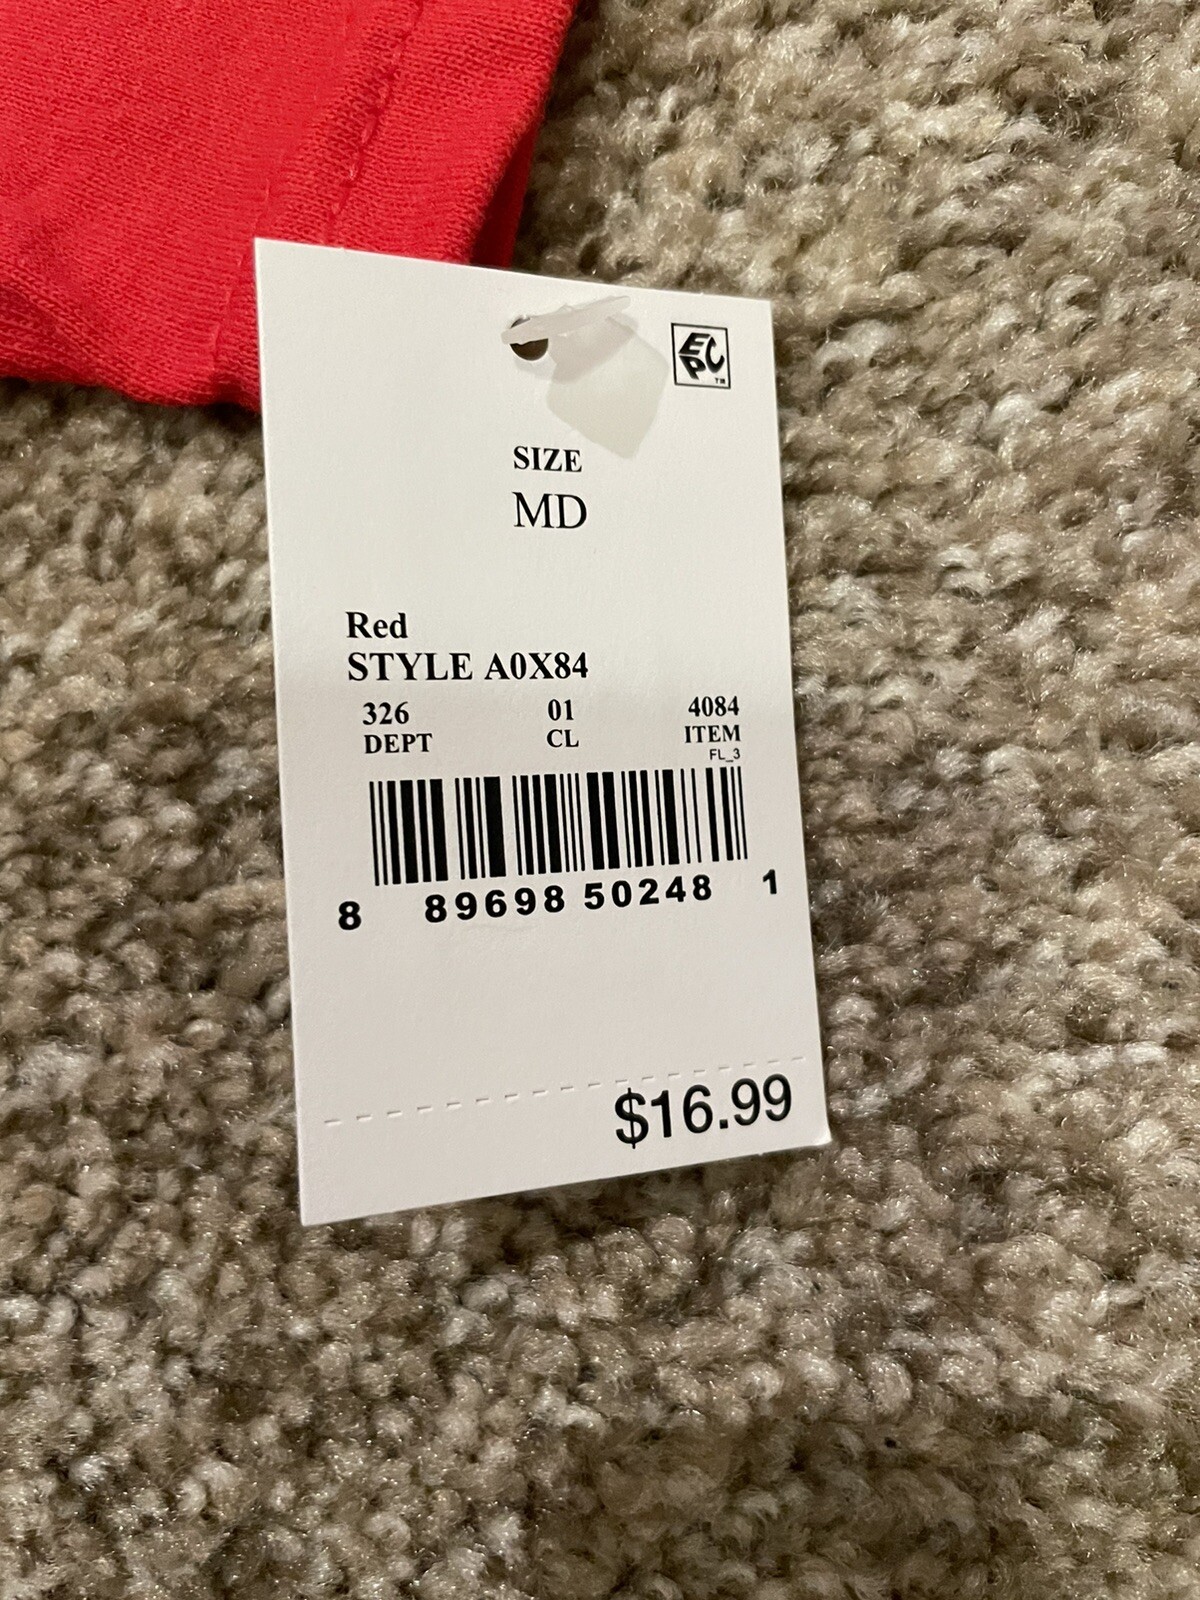 EPC
TM
SIZE
MD
Red
STYLE A0X84
326 01 4084
DEPT CL ITEM
FL_3
8 89698 50248 1
$16.99